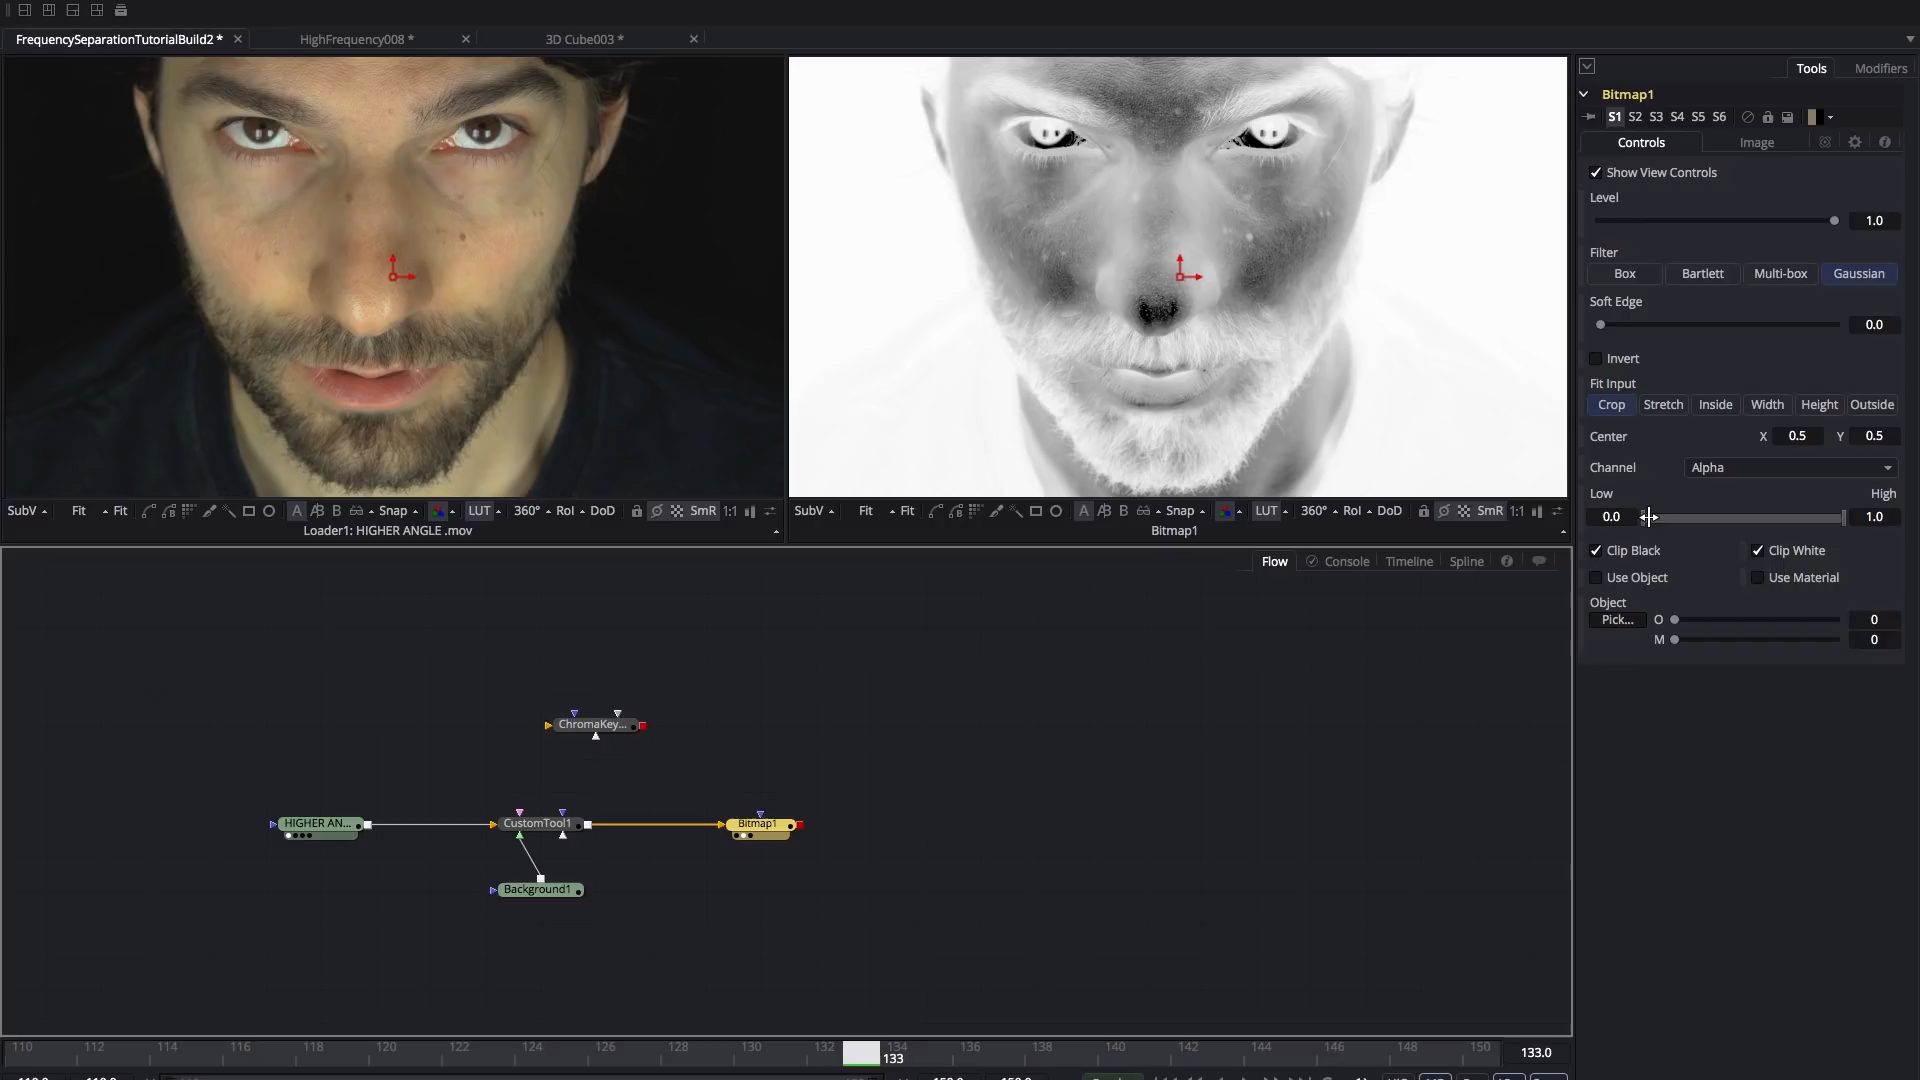 FrequencySeparationTutorialBuild2 *
HighFrequency008 *
3D Cube003 *
Tools
Modifiers
Bitmap1
S1 S2 S3 S4 S5 S6
Controls
Image
Show View Controls
Level
1.0
Filter
Box
Bartlett
Multi-box
Gaussian
Soft Edge
0.0
Invert
Fit Input
Crop
Stretch
Inside
Width
Height
Outside
Center
X 0.5
Y 0.5
Channel
Alpha
Low
High
0.0
1.0
Clip Black
Clip White
Use Object
Use Material
Object
Pick...
O
0
M
0
SubV
Fit
Fit
A
B
Snap
LUT
360°
RoI
DoD
SmR
1:1
Loader1: HIGHER ANGLE .mov
SubV
Fit
Fit
A
B
Snap
LUT
360°
RoI
DoD
SmR
1:1
Bitmap1
Flow
Console
Timeline
Spline
ChromaKey...
HIGHER AN...
CustomTool1
Bitmap1
Background1
110 112 114 116 118 120 122 124 126 128 130 132 134 136 138 140 142 144 146 148 150
133
133.0